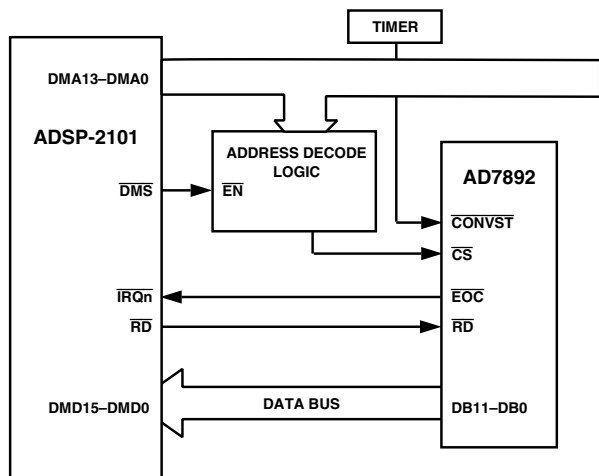 TIMER
DMA13–DMA0
ADSP-2101
ADDRESS DECODE
LOGIC
AD7892
DMS
EN
CONVST
CS
IRQn
EOC
RD
RD
DMD15–DMD0
DATA BUS
DB11–DB0